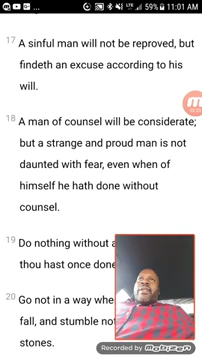 59% 11:01 AM
17 A sinful man will not be reproved, but
findeth an excuse according to his
will.
18 A man of counsel will be considerate;
but a strange and proud man is not
daunted with fear, even when of
himself he hath done without
counsel.
19 Do nothing without
thou hast once done
20 Go not in a way
fall, and stumble
stones.
Recorded by
mobizen